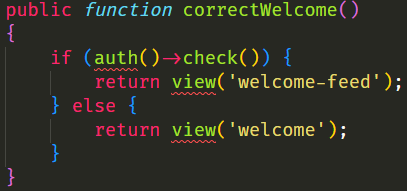 public function correctWelcome()
{
    if (auth()->check()) {
        return view('welcome-feed');
    } else {
        return view('welcome');
    }
}